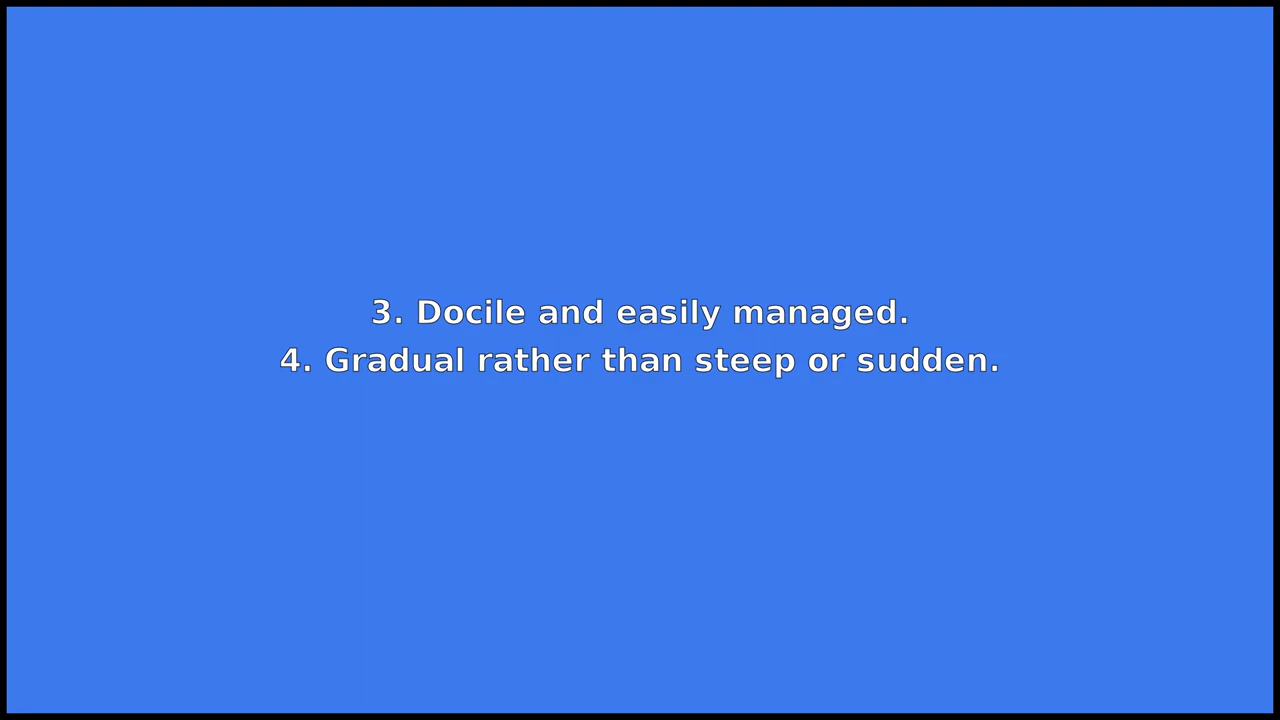 3. Docile and easily managed.
4. Gradual rather than steep or sudden.